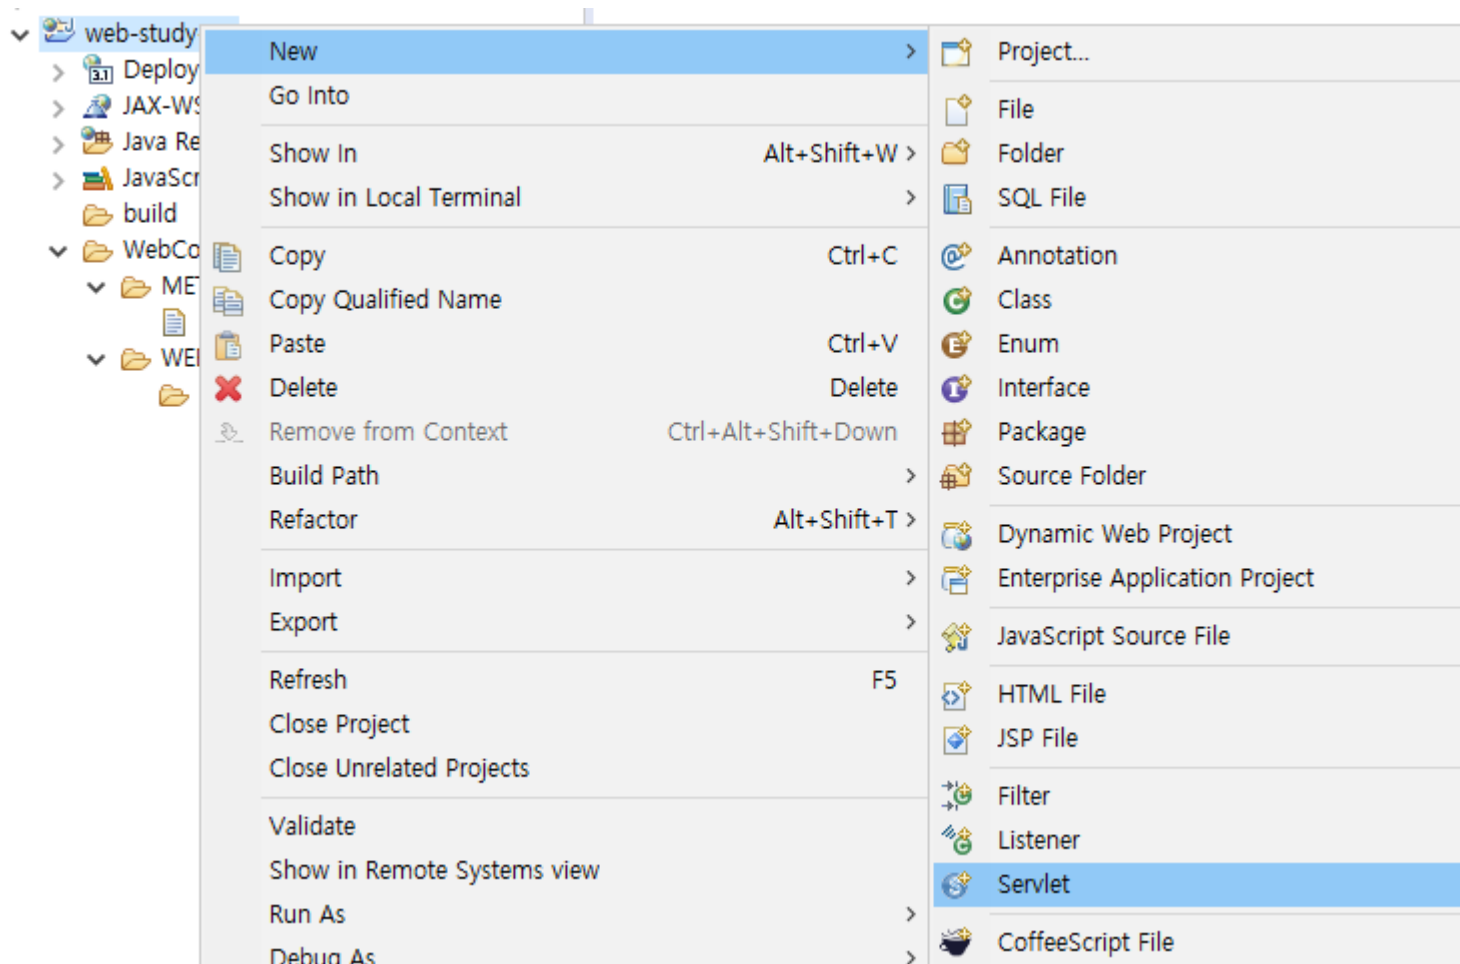 web-study
Deploy
JAX-WS
Java Re
JavaScr
build
WebCo
MET
WEB
New
Go Into
Show In Alt+Shift+W
Show in Local Terminal
Copy Ctrl+C
Copy Qualified Name
Paste Ctrl+V
Delete Delete
Remove from Context Ctrl+Alt+Shift+Down
Build Path
Refactor Alt+Shift+T
Import
Export
Refresh F5
Close Project
Close Unrelated Projects
Validate
Show in Remote Systems view
Run As
Debug As
Project...
File
Folder
SQL File
Annotation
Class
Enum
Interface
Package
Source Folder
Dynamic Web Project
Enterprise Application Project
JavaScript Source File
HTML File
JSP File
Filter
Listener
Servlet
CoffeeScript File